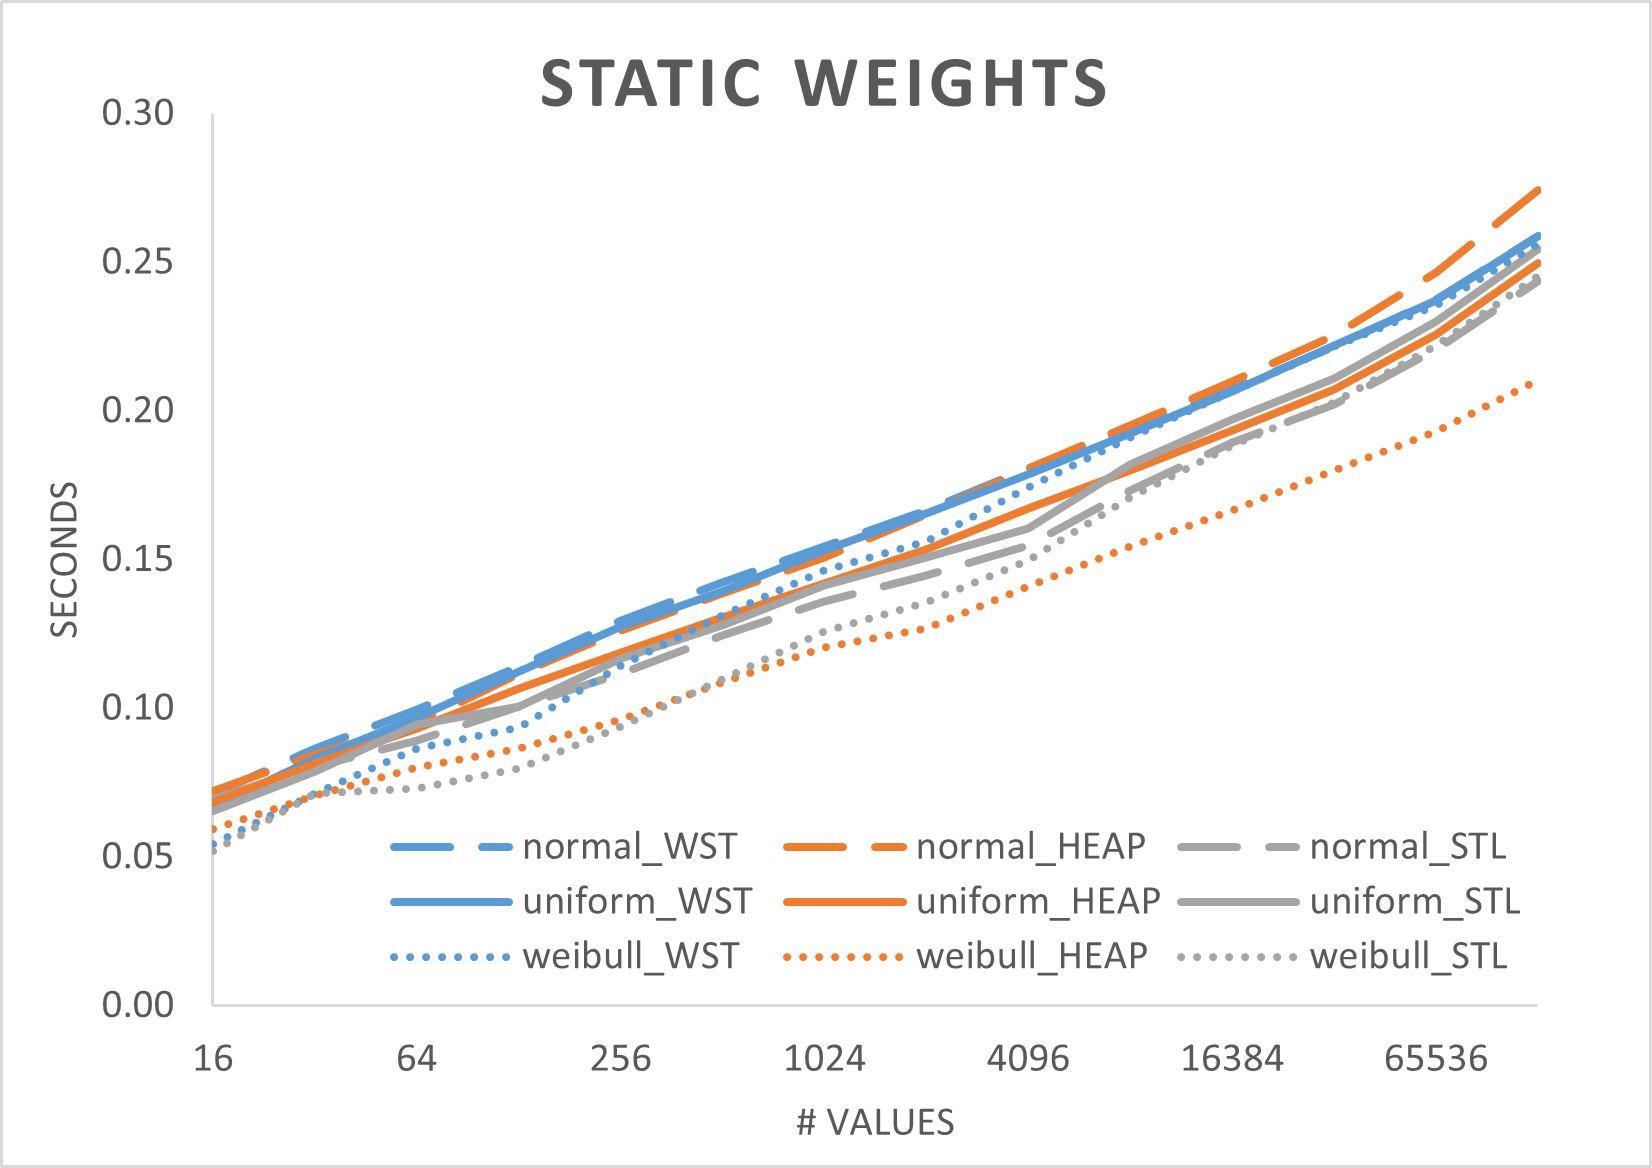 STATIC WEIGHTS
0.30
0.25
0.20
0.15
0.10
0.05
0.00
SECONDS
normal_WST normal_HEAP normal_STL
uniform_WST uniform_HEAP uniform_STL
weibull_WST weibull_HEAP weibull_STL
16 64 256 1024 4096 16384 65536
# VALUES